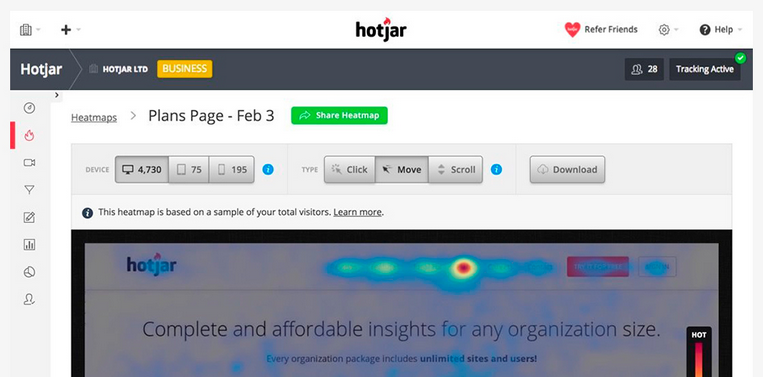 hotjar
Refer Friends
Help
Hotjar
HOTJAR LTD
BUSINESS
28
Tracking Active
Heatmaps
Plans Page - Feb 3
Share Heatmap
DEVICE
4,730
75
195
TYPE
Click
Move
Scroll
Download
This heatmap is based on a sample of your total visitors. Learn more.
hotjar
Complete and affordable insights for any organization size.
Every organization package includes unlimited sites and users!
HOT